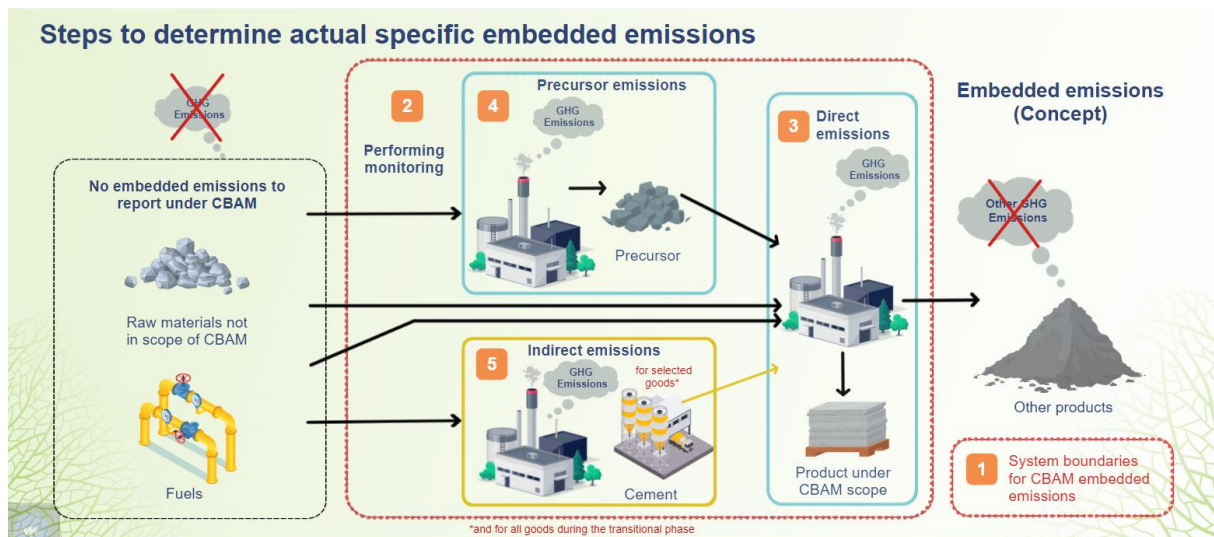 Steps to determine actual specific embedded emissions
GHG
Emissions
No embedded emissions to
report under CBAM
Raw materials not
in scope of CBAM
Fuels
2
Performing
monitoring
4
Precursor emissions
GHG
Emissions
Precursor
5
Indirect emissions
GHG
Emissions
for selected
goods*
Cement
3
Direct
emissions
GHG
Emissions
Product under
CBAM scope
*and for all goods during the transitional phase
Embedded emissions
(Concept)
Other GHG
Emissions
Other products
1
System boundaries
for CBAM embedded
emissions